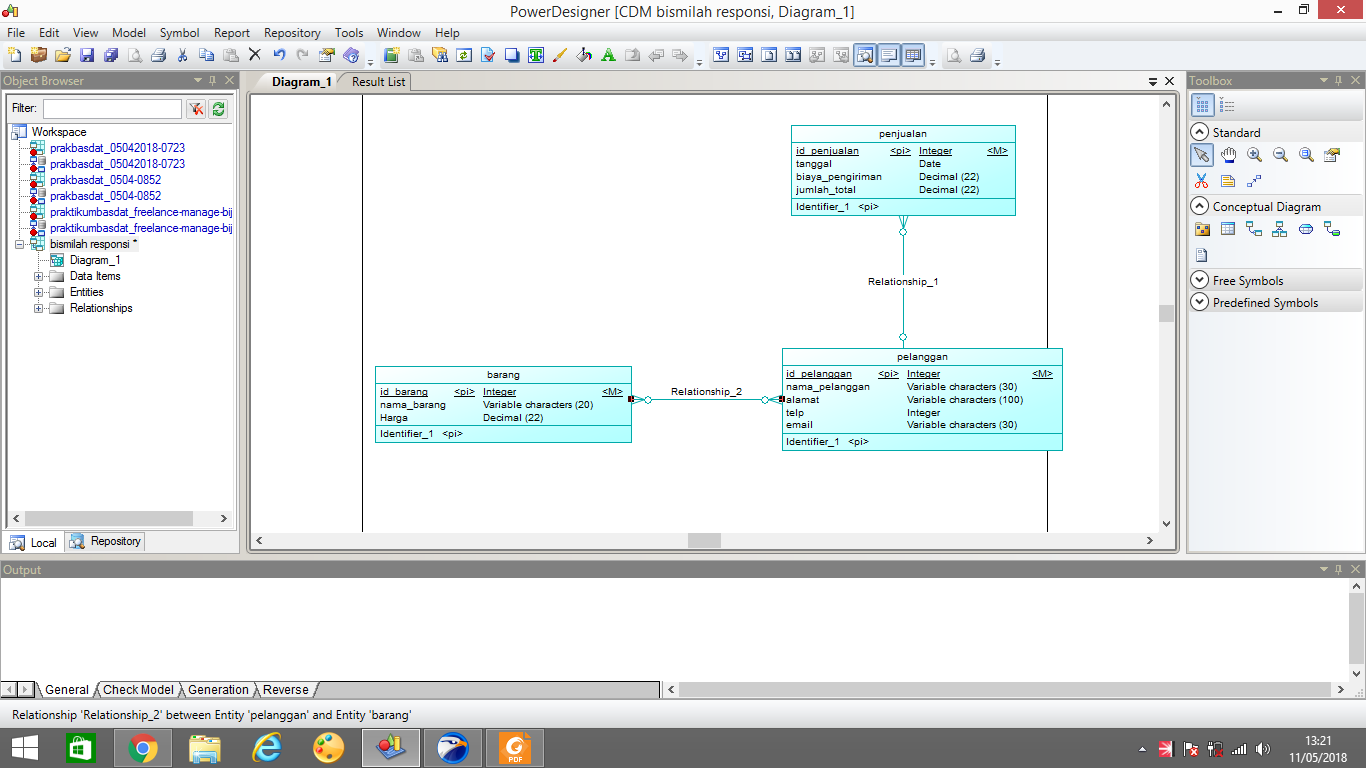 PowerDesigner [CDM bismilah responsi, Diagram_1]
File Edit View Model Symbol Report Repository Tools Window Help
Object Browser
Filter:
Workspace
prakbasdat_05042018-0723
prakbasdat_05042018-0723
prakbasdat_0504-0852
prakbasdat_0504-0852
praktikumbasdat_freelance-manage-bij
praktikumbasdat_freelance-manage-bij
bismilah responsi *
Diagram_1
Data Items
Entities
Relationships
Local Repository
Diagram_1 Result List
penjualan
id_penjualan <pi> Integer <M>
tanggal Date
biaya_pengiriman Decimal (22)
jumlah_total Decimal (22)
Identifier_1 <pi>
Relationship_1
pelanggan
id_pelanggan <pi> Integer <M>
nama_pelanggan Variable characters (30)
alamat Variable characters (100)
telp Integer
email Variable characters (30)
Identifier_1 <pi>
barang
id_barang <pi> Integer <M>
nama_barang Variable characters (20)
Harga Decimal (22)
Identifier_1 <pi>
Relationship_2
Toolbox
Standard
Conceptual Diagram
Free Symbols
Predefined Symbols
Output
General Check Model Generation Reverse
Relationship 'Relationship_2' between Entity 'pelanggan' and Entity 'barang'
PDF
13:21
11/05/2018